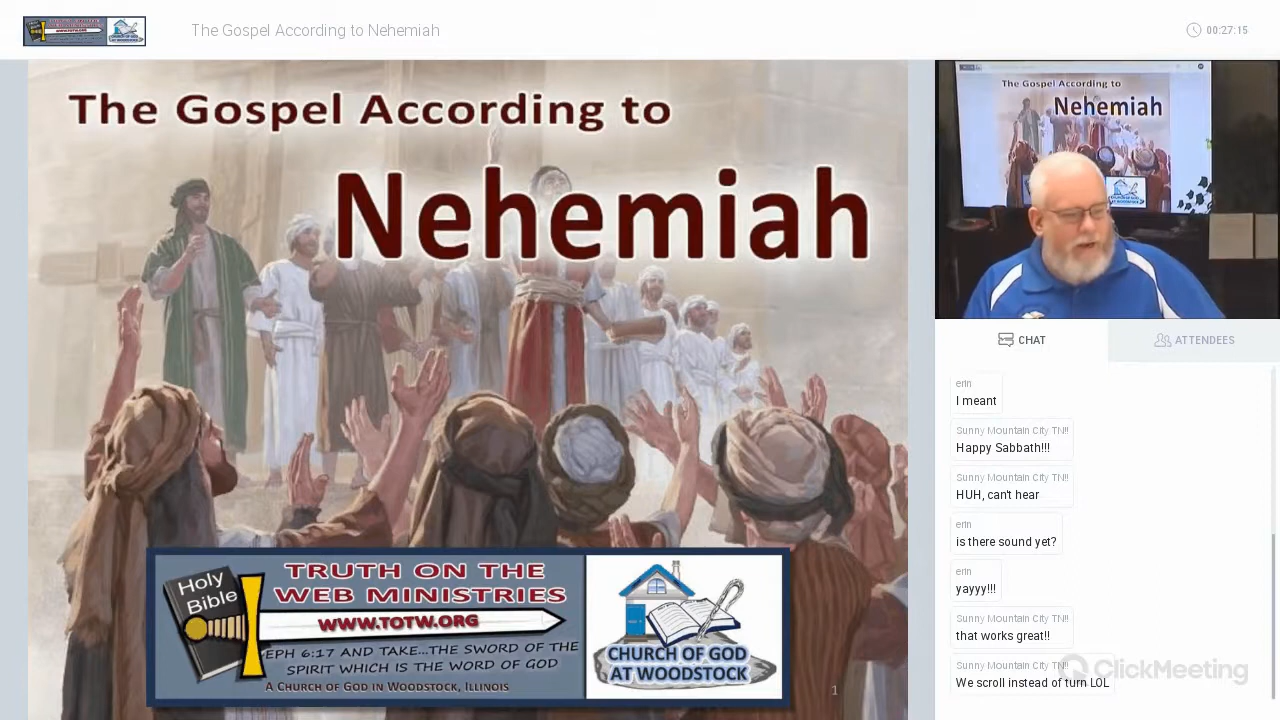 The Gospel According to Nehemiah
00:27:15
The Gospel According to
Nehemiah
Holy
Bible
TRUTH ON THE
WEB MINISTRIES
WWW.TOTW.ORG
EPH 6:17 AND TAKE...THE SWORD OF THE
SPIRIT WHICH IS THE WORD OF GOD
A CHURCH OF GOD IN WOODSTOCK, ILLINOIS
CHURCH OF GOD
AT WOODSTOCK
1
The Gospel According to
Nehemiah
CHAT
ATTENDEES
erin
I meant
Sunny Mountain City TN!!
Happy Sabbath!!!
Sunny Mountain City TN!!
HUH, can't hear
erin
is there sound yet?
erin
yayyy!!!
Sunny Mountain City TN!!
that works great!!
Sunny Mountain City TN!!
We scroll instead of turn LOL
ClickMeeting